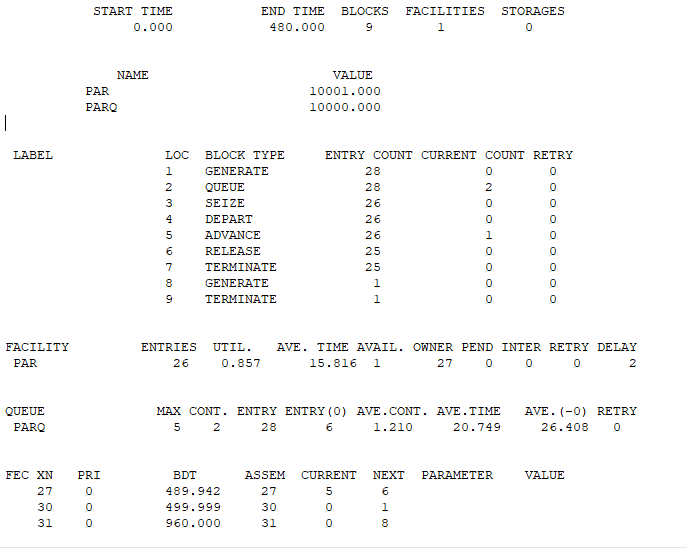 START TIME END TIME BLOCKS FACILITIES STORAGES
0.000 480.000 9 1 0
NAME VALUE
PAR 10001.000
PARQ 10000.000
LABEL LOC BLOCK TYPE ENTRY COUNT CURRENT COUNT RETRY
1 GENERATE 28 0 0
2 QUEUE 28 2 0
3 SEIZE 26 0 0
4 DEPART 26 0 0
5 ADVANCE 26 1 0
6 RELEASE 25 0 0
7 TERMINATE 25 0 0
8 GENERATE 1 0 0
9 TERMINATE 1 0 0
FACILITY ENTRIES UTIL. AVE. TIME AVAIL. OWNER PEND INTER RETRY DELAY
PAR 26 0.857 15.816 1 27 0 0 0 2
QUEUE MAX CONT. ENTRY ENTRY(0) AVE.CONT. AVE.TIME AVE.(-0) RETRY
PARQ 5 2 28 6 1.210 20.749 26.408 0
FEC XN PRI BDT ASSEM CURRENT NEXT PARAMETER VALUE
27 0 489.942 27 5 6
30 0 499.999 30 0 1
31 0 960.000 31 0 8